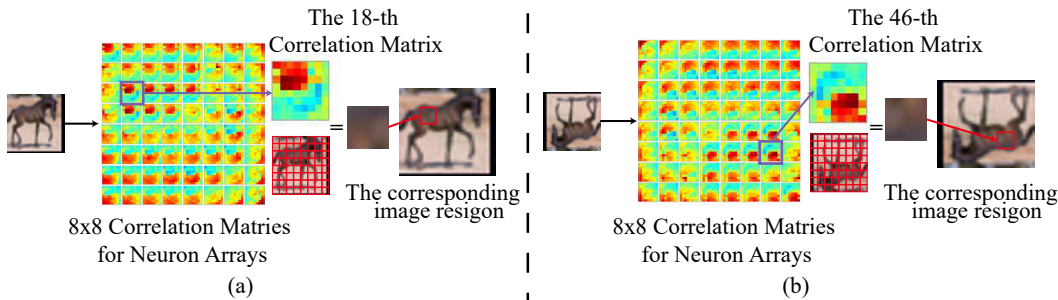 The 18-th
Correlation Matrix
=
The corresponding
image resigon
8x8 Correlation Matries
for Neuron Arrays
(a)
The 46-th
Correlation Matrix
=
The corresponding
image resigon
8x8 Correlation Matries
for Neuron Arrays
(b)